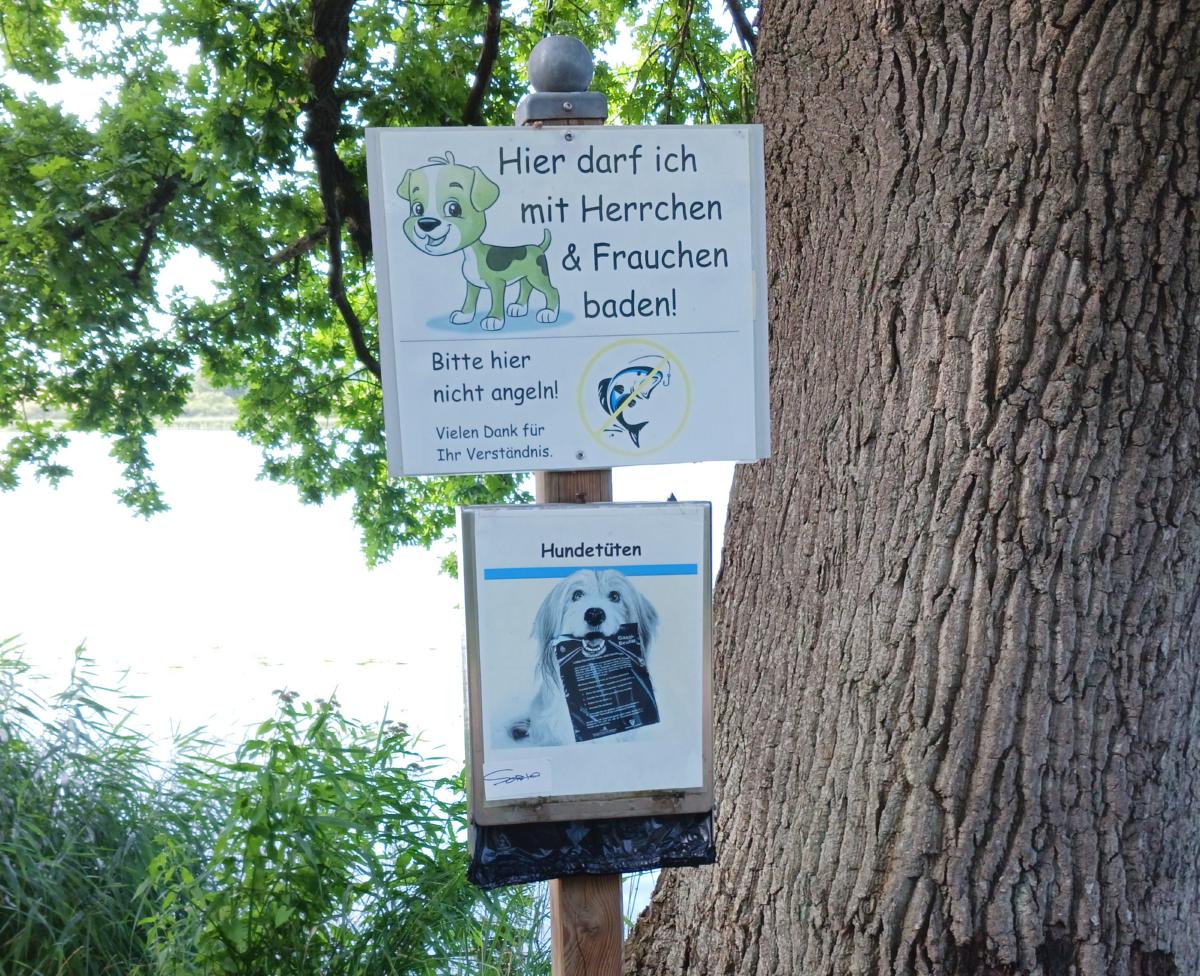 Hier darf ich
mit Herrchen
& Frauchen
baden!
Bitte hier
nicht angeln!
Vielen Dank für
Ihr Verständnis.
Hundetüten